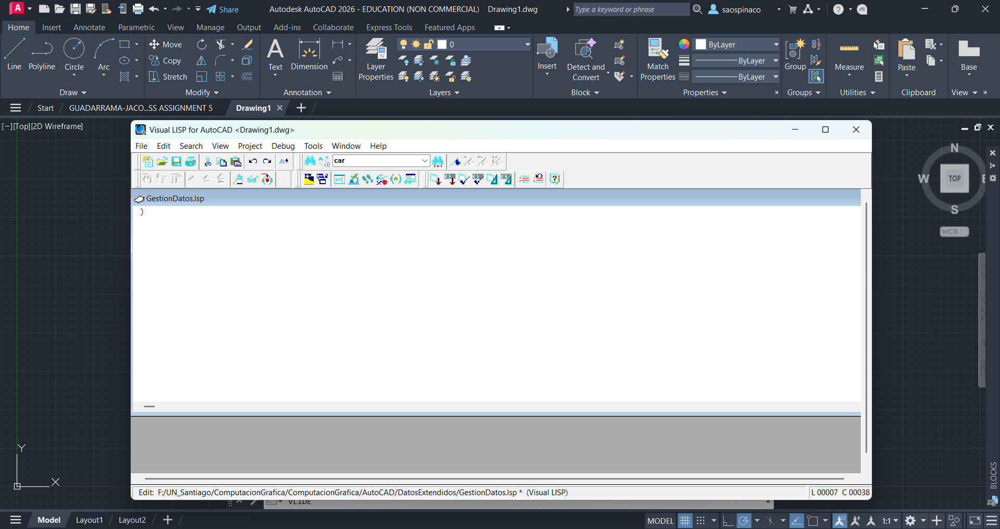 A Share Autodesk AutoCAD 2026 - EDUCATION (NON COMMERCIAL) Drawing1.dwg Type a keyword or phrase saospinaco
Home Insert Annotate Parametric View Manage Output Add-ins Collaborate Express Tools Featured Apps
Move 0 ByLayer
Line Polyline Circle Arc Copy Text Dimension Layer Properties Insert Detect and Convert Match Properties ByLayer Group Measure Paste Base
Stretch ByLayer
Draw Modify Annotation Layers Block Properties Groups Utilities Clipboard View
Start GUADARRAMA-JACO...SS ASSIGNMENT 5 Drawing1
[−][Top][2D Wireframe]
Visual LISP for AutoCAD <Drawing1.dwg>
File Edit Search View Project Debug Tools Window Help
car
GestionDatos.lsp
)
N
W TOP E
S
WCS
Y
X
BLOCKS
Edit: F:/UN_Santiago/ComputacionGrafica/ComputacionGrafica/AutoCAD/DatosExtendidos/GestionDatos.lsp * (Visual LISP) L 00007 C 00038
VLIDE
Model Layout1 Layout2 MODEL 1:1